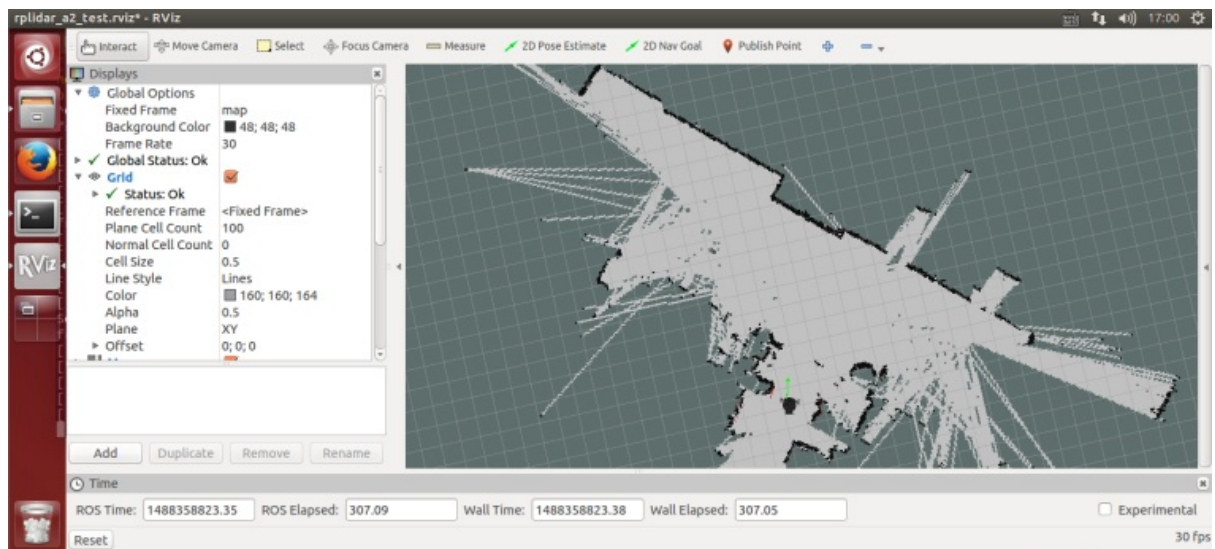 rplidar_a2_test.rviz* - RViz
17:00
Interact Move Camera Select Focus Camera Measure 2D Pose Estimate 2D Nav Goal Publish Point
Displays
Global Options
Fixed Frame map
Background Color 48; 48; 48
Frame Rate 30
Global Status: Ok
Grid
Status: Ok
Reference Frame <Fixed Frame>
Plane Cell Count 100
Normal Cell Count 0
Cell Size 0.5
Line Style Lines
Color 160; 160; 164
Alpha 0.5
Plane XY
Offset 0; 0; 0
RViz
Add Duplicate Remove Rename
Time
ROS Time: 1488358823.35 ROS Elapsed: 307.09 Wall Time: 1488358823.38 Wall Elapsed: 307.05 Experimental
Reset 30 fps